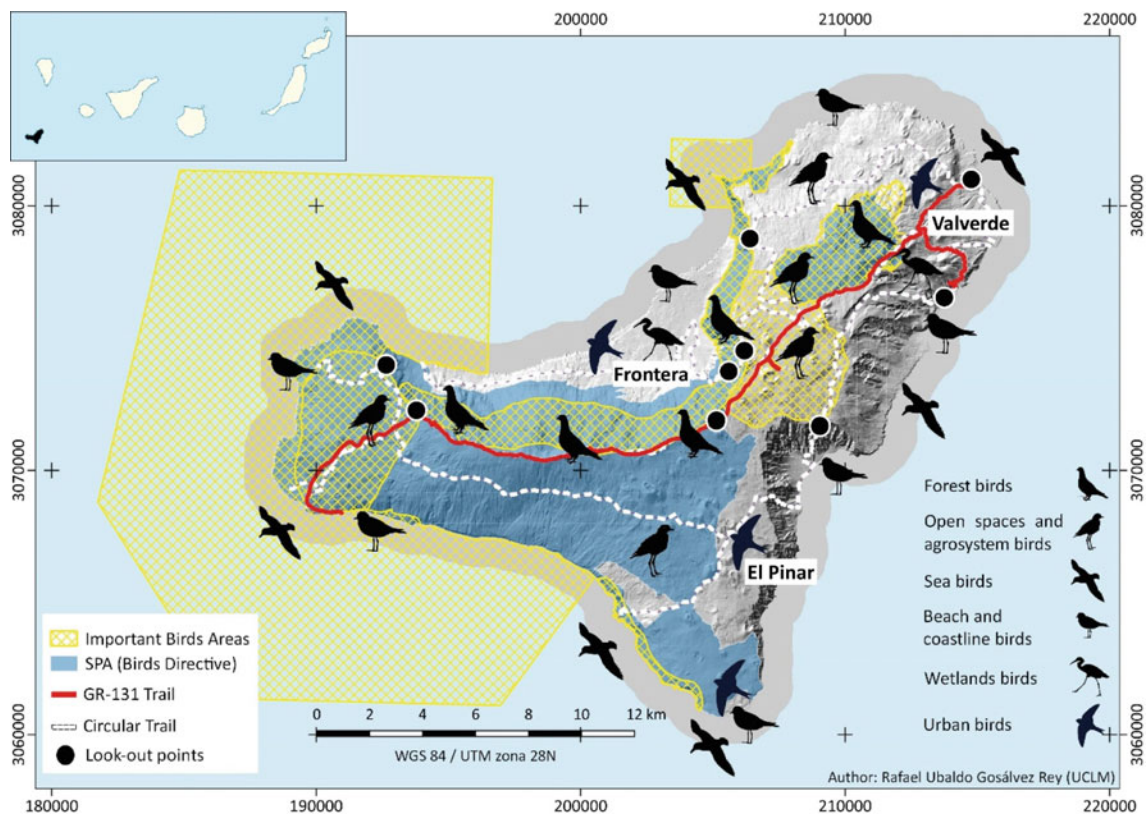 200000
210000
220000
3080000
3080000
Valverde
Frontera
3070000
3070000
El Pinar
Forest birds
Open spaces and
agrosystem birds
Sea birds
Beach and
coastline birds
Wetlands birds
Urban birds
Important Birds Areas
SPA (Birds Directive)
GR-131 Trail
Circular Trail
Look-out points
0 2 4 6 8 10 12 km
WGS 84 / UTM zona 28N
3060000
3060000
Author: Rafael Ubaldo Gosálvez Rey (UCLM)
180000
190000
200000
210000
220000